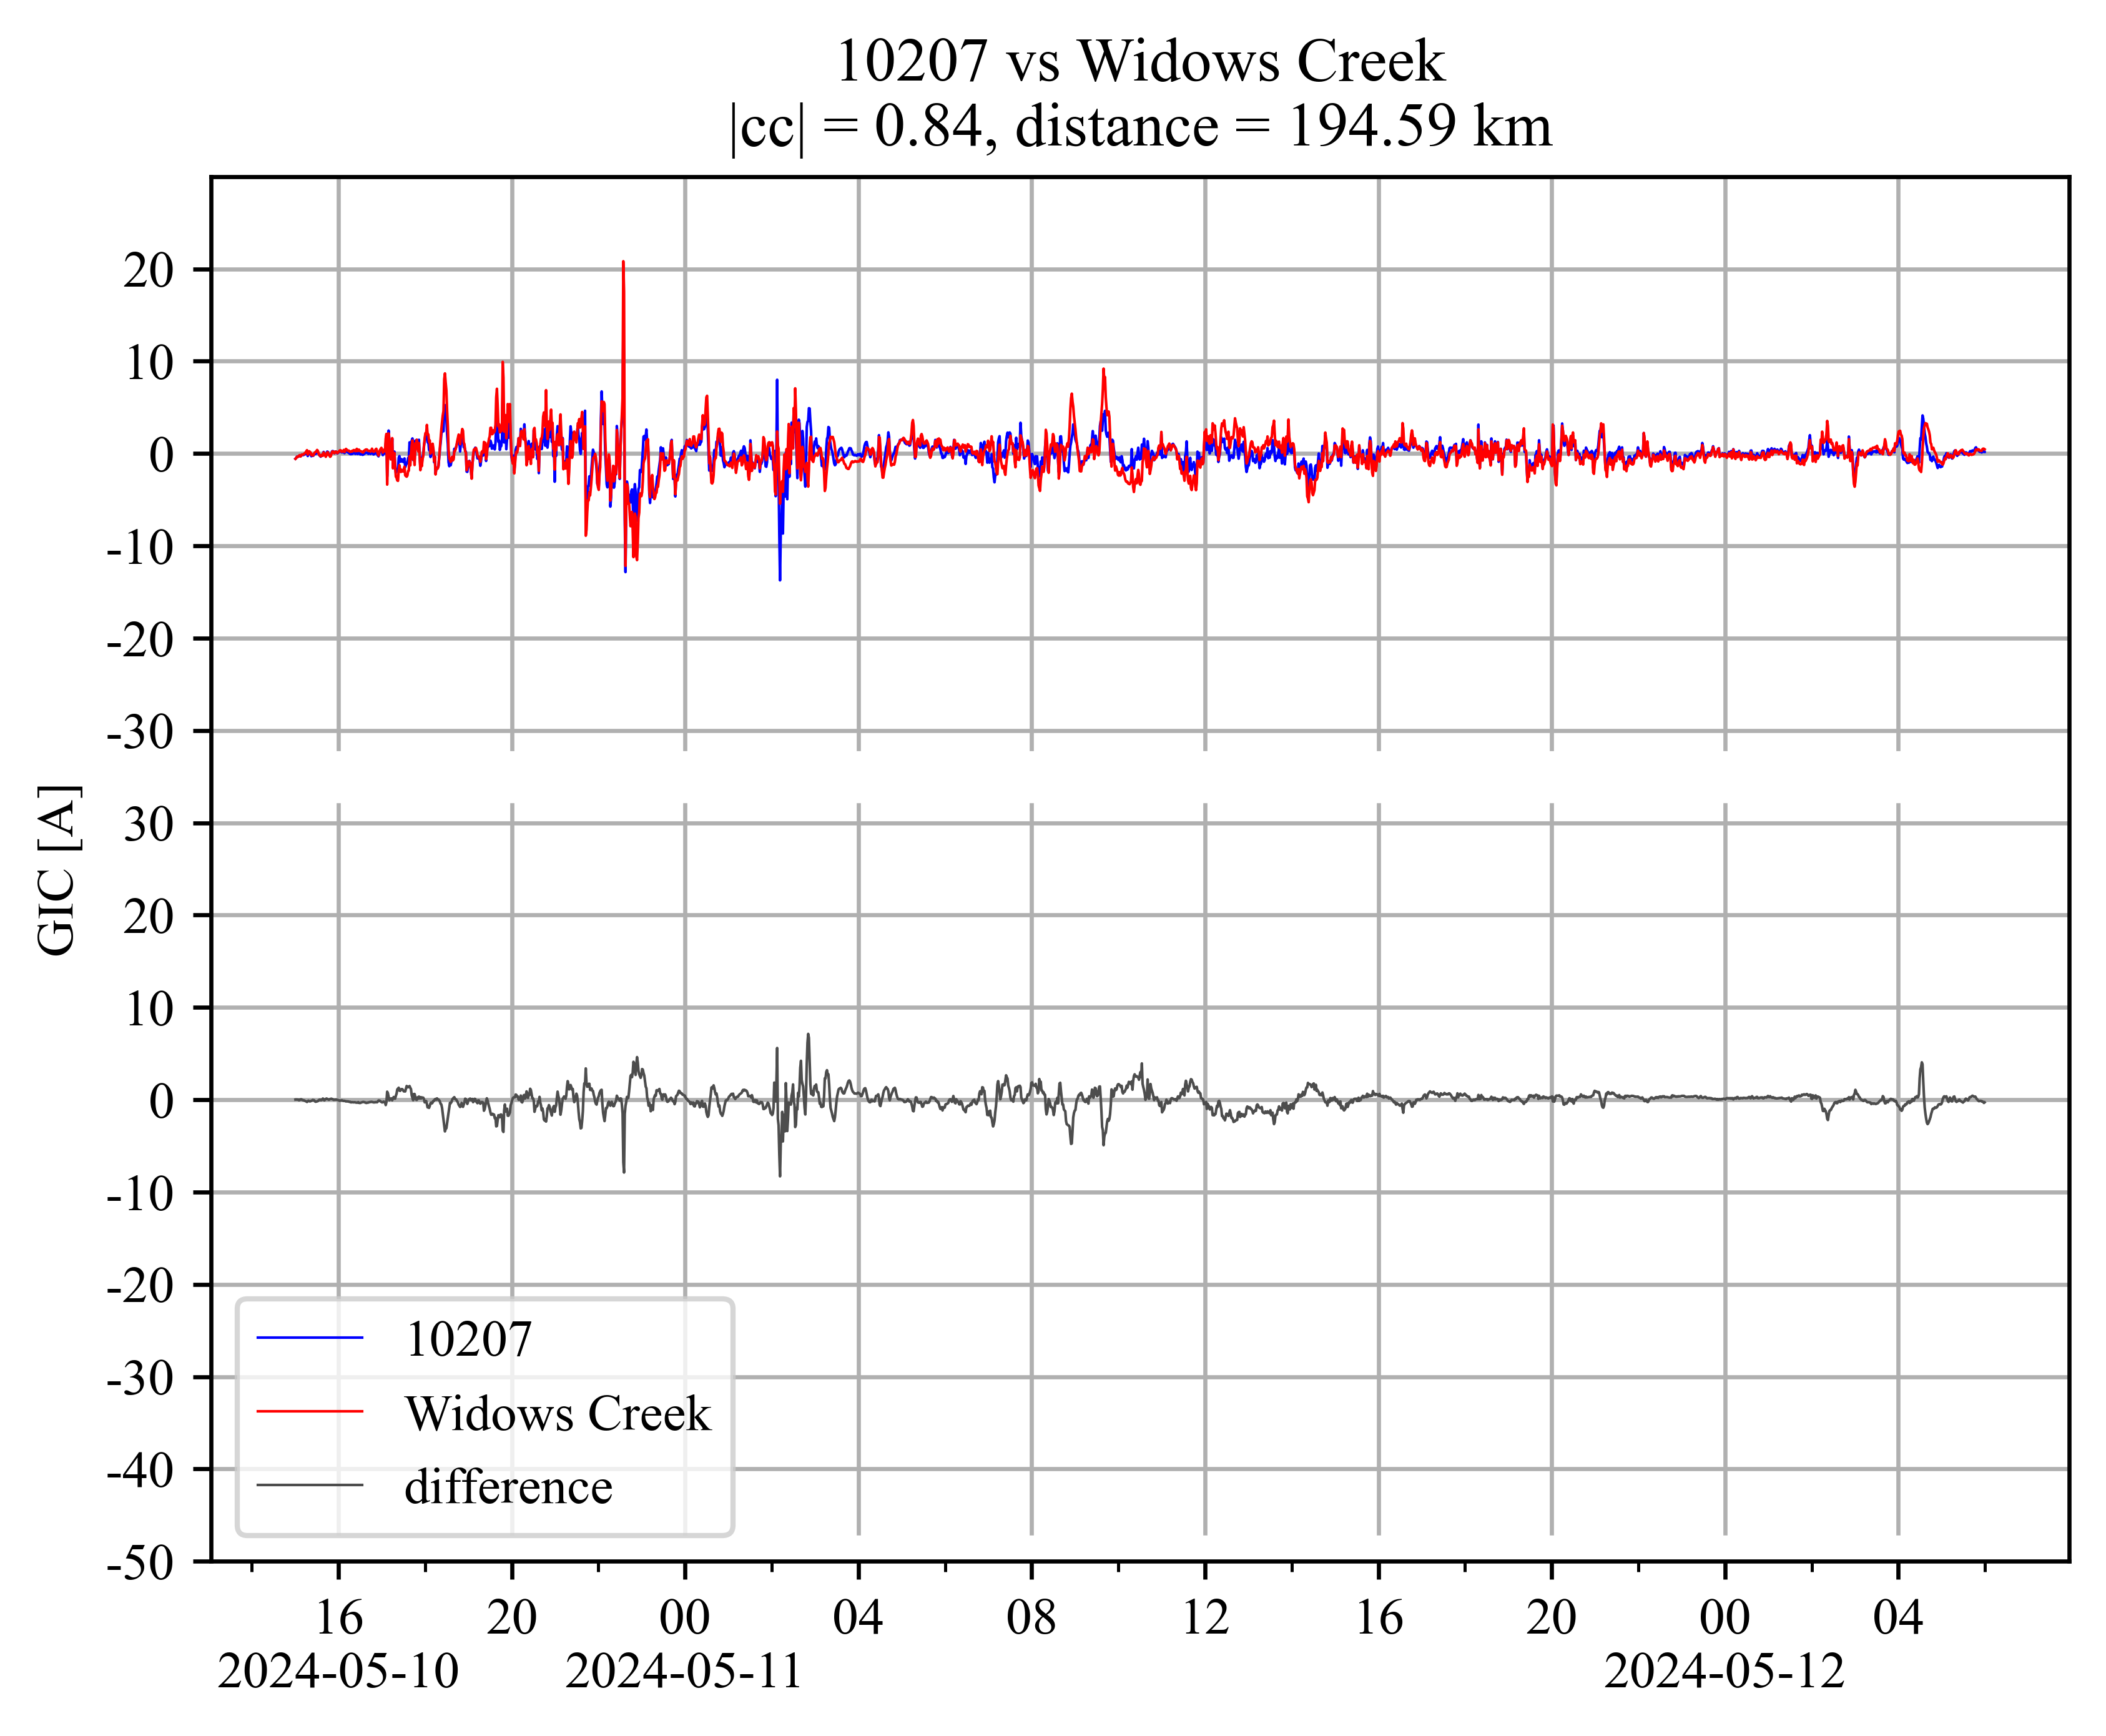 10207 vs Widows Creek
|cc| = 0.84, distance = 194.59 km
GIC [A]
20
10
0
-10
-20
-30
30
20
10
0
-10
-20
-30
-40
-50
10207
Widows Creek
difference
16 20 00 04 08 12 16 20 00 04
2024-05-10 2024-05-11 2024-05-12